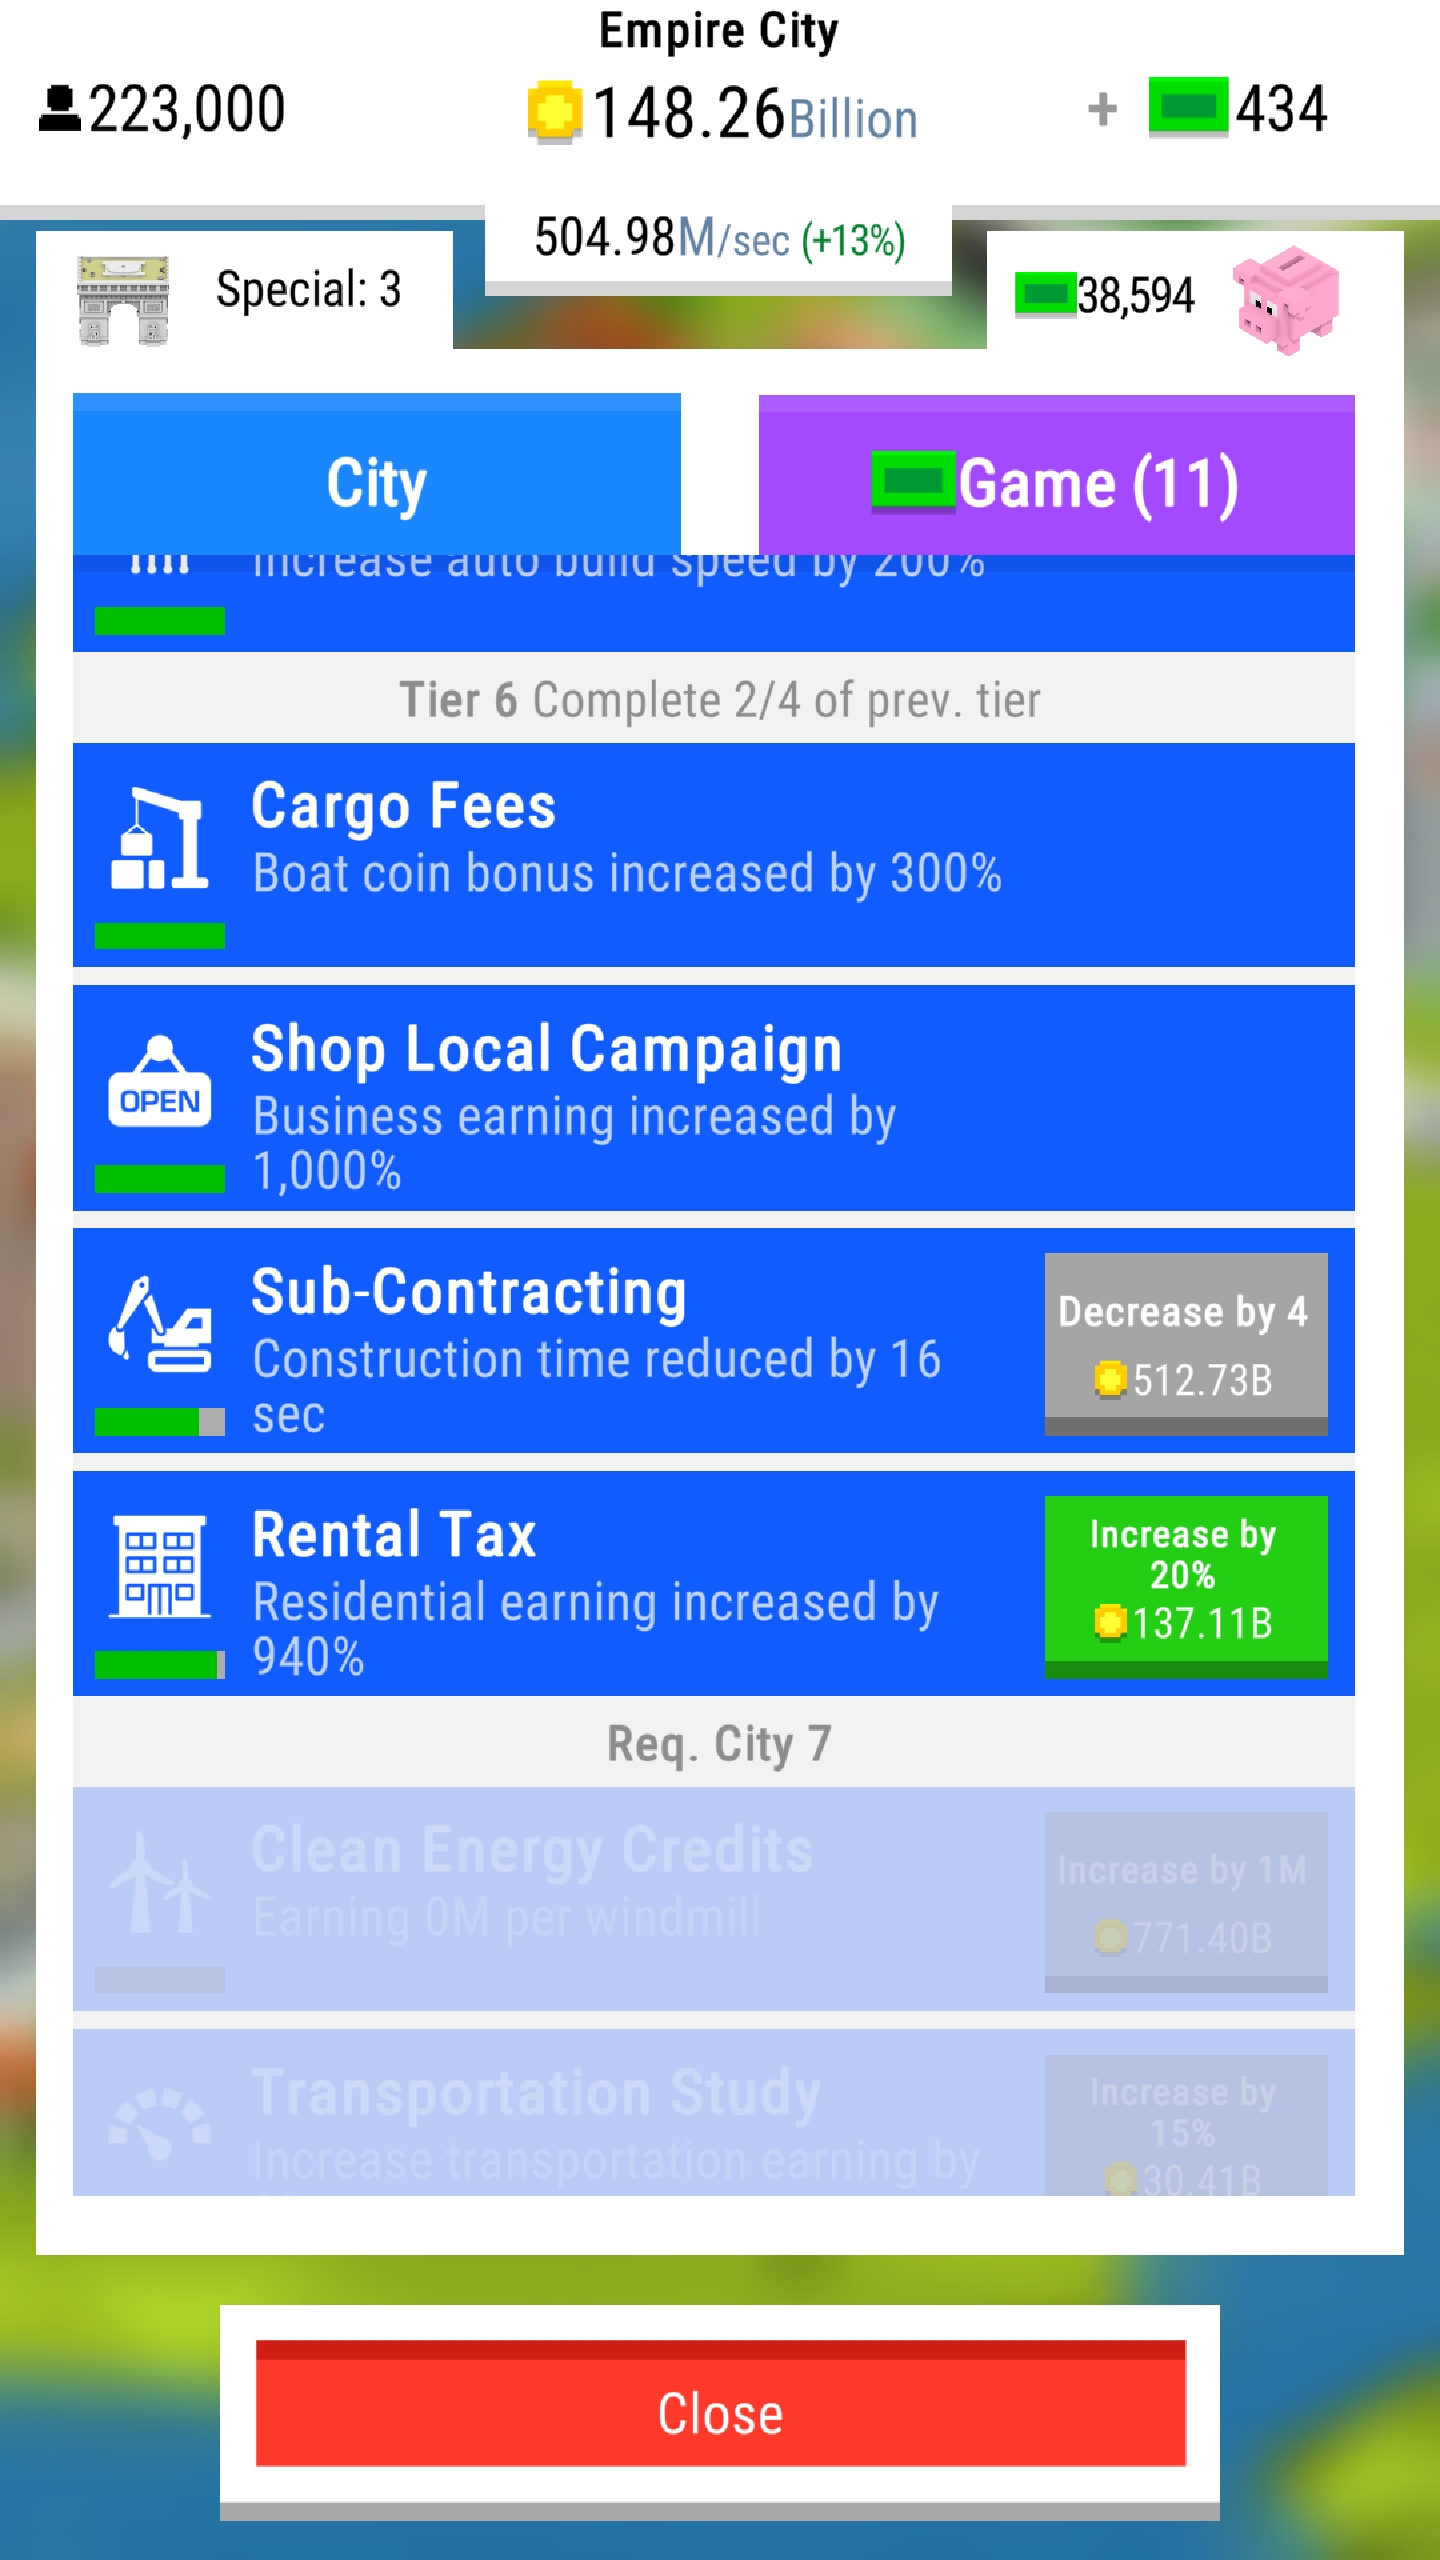 Empire City
223,000
148.26Billion
+ 434
504.98M/sec (+13%)
Special: 3
38,594
City
Game (11)
Increase auto build speed by 200%
Tier 6 Complete 2/4 of prev. tier
Cargo Fees
Boat coin bonus increased by 300%
Shop Local Campaign
OPEN
Business earning increased by
1,000%
Sub-Contracting
Construction time reduced by 16
sec
Decrease by 4
512.73B
Rental Tax
Residential earning increased by
940%
Increase by
20%
137.11B
Req. City 7
Clean Energy Credits
Earning 0M per windmill
Increase by 1M
771.40B
Transportation Study
Increase transportation earning by
Increase by
15%
30.41B
Close